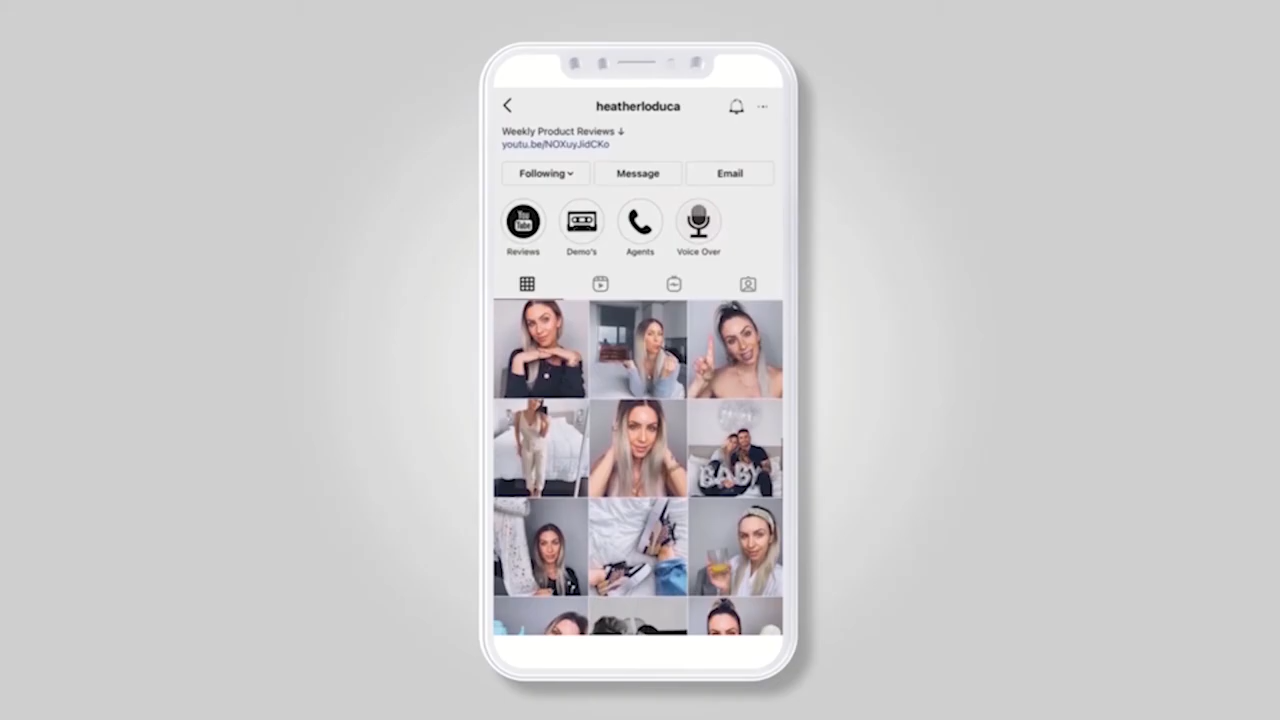 heatherloduca
Weekly Product Reviews ↓
youtu.be/NOXuyJidCKo
Following Message Email
You
Tube
Reviews Demo's Agents Voice Over
BABY